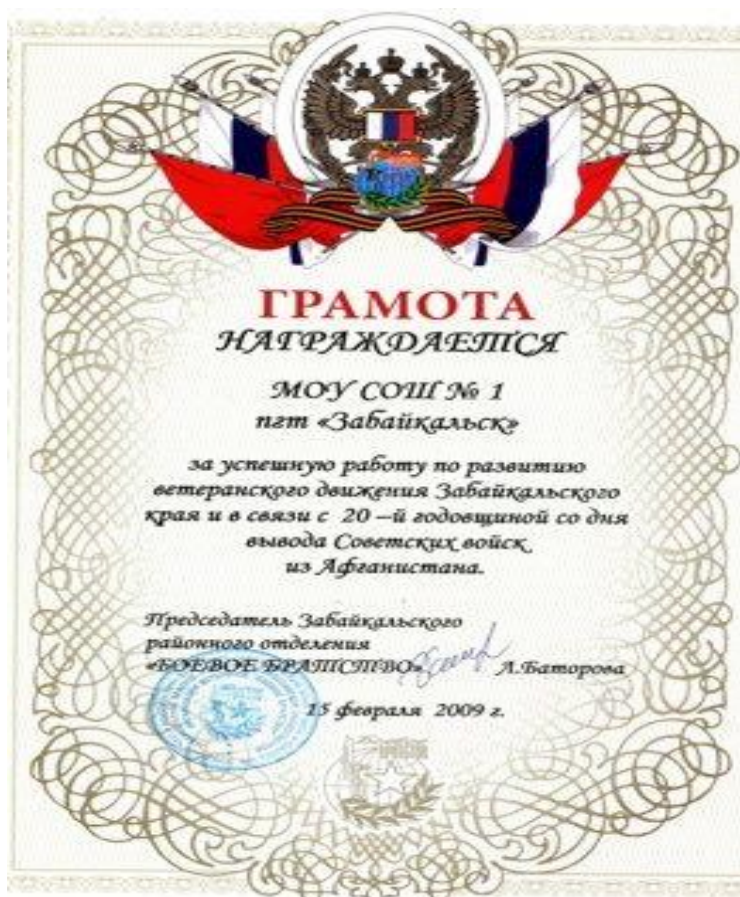 ГРАМОТА
НАГРАЖДАЕТСЯ
МОУ СОШ № 1
пгт «Забайкальск»
за успешную работу по развитию
ветеранского движения Забайкальского
края и в связи с 20 –й годовщиной со дня
вывода Советских войск
из Афганистана.
Председатель Забайкальского
районного отделения
«БОЕВОЕ БРАТСТВО» Л.Баторова
15 февраля 2009 г.